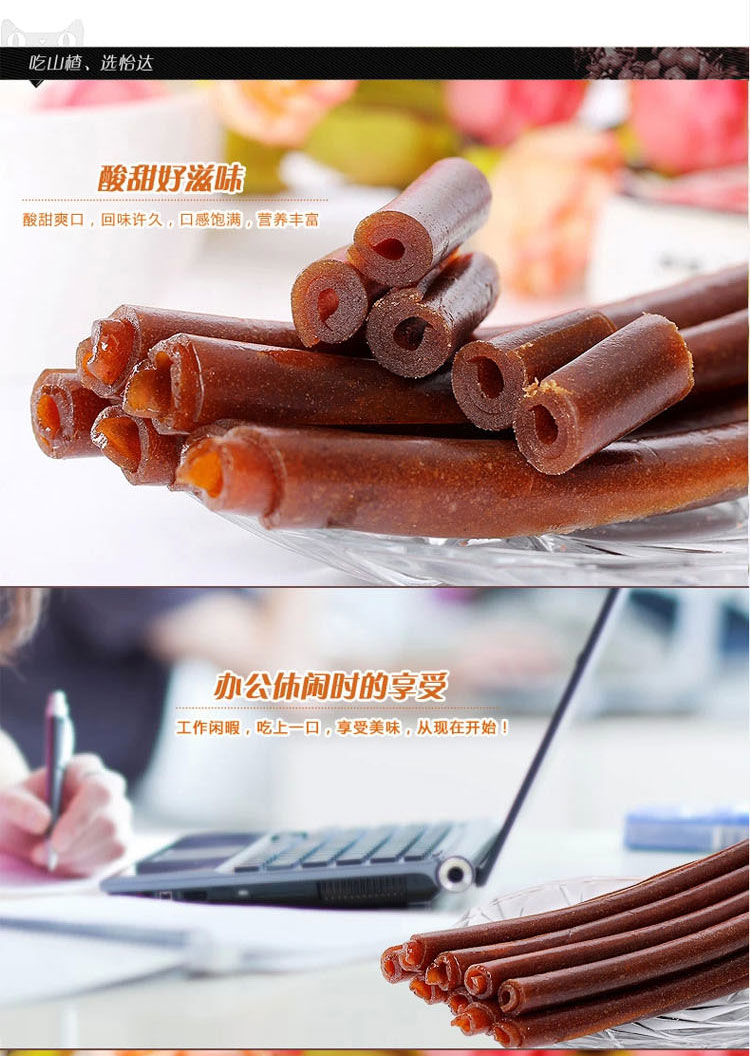 吃山楂、选怡达
酸甜好滋味
酸甜爽口，回味许久，口感饱满，营养丰富
办公休闲时的享受
工作闲暇，吃上一口，享受美味，从现在开始！